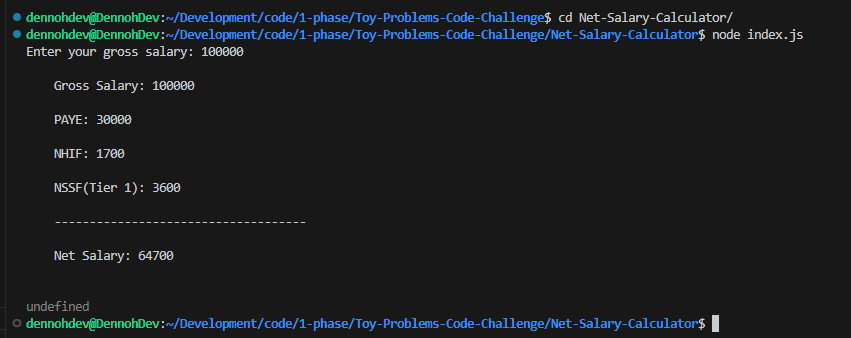 dennohdev@DennohDev:~/Development/code/1-phase/Toy-Problems-Code-Challenge$ cd Net-Salary-Calculator/
dennohdev@DennohDev:~/Development/code/1-phase/Toy-Problems-Code-Challenge/Net-Salary-Calculator$ node index.js
Enter your gross salary: 100000
Gross Salary: 100000
PAYE: 30000
NHIF: 1700
NSSF(Tier 1): 3600
------------------------------------
Net Salary: 64700
undefined
dennohdev@DennohDev:~/Development/code/1-phase/Toy-Problems-Code-Challenge/Net-Salary-Calculator$